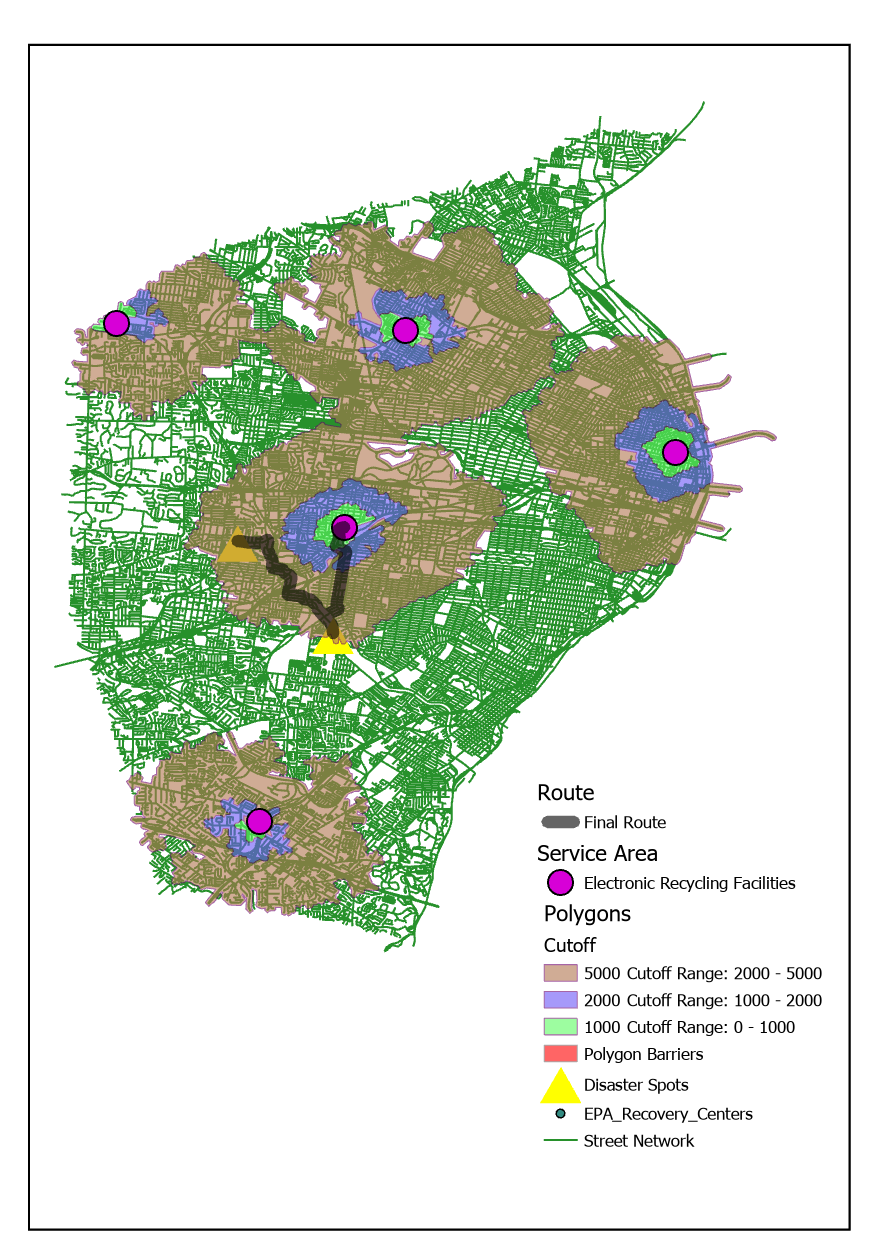 Route
Final Route
Service Area
Electronic Recycling Facilities
Polygons
Cutoff
5000 Cutoff Range: 2000 - 5000
2000 Cutoff Range: 1000 - 2000
1000 Cutoff Range: 0 - 1000
Polygon Barriers
Disaster Spots
EPA_Recovery_Centers
Street Network